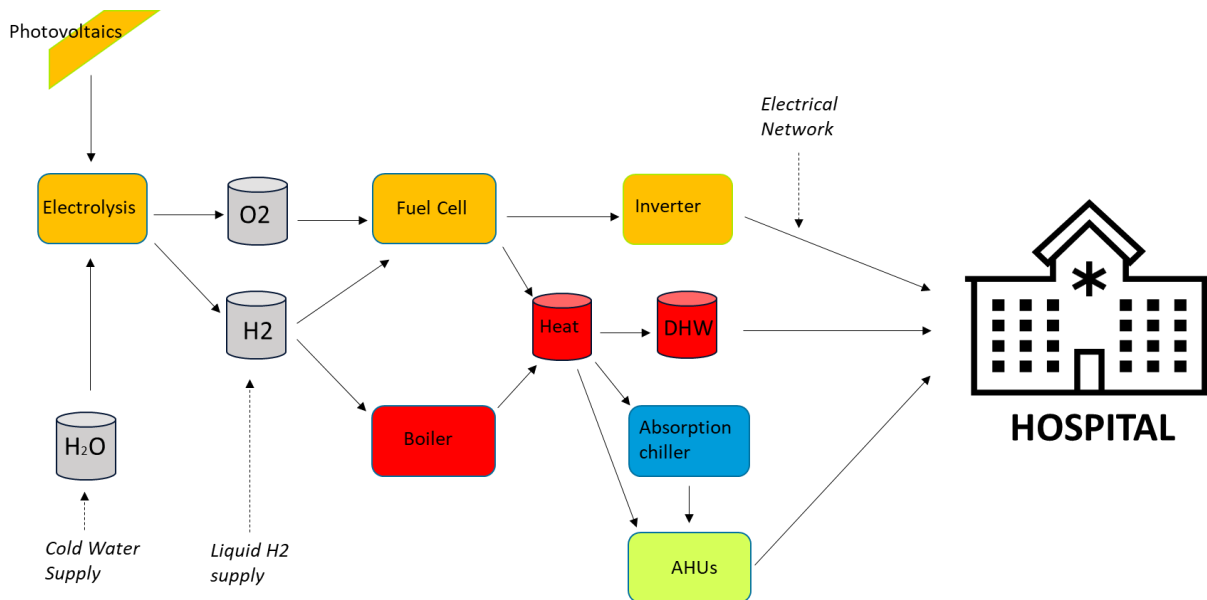 Photovoltaics
Electrical
Network
Electrolysis
O2
Fuel Cell
Inverter
H2
Heat
DHW
H₂O
Boiler
Absorption
chiller
HOSPITAL
Cold Water
Supply
Liquid H2
supply
AHUs